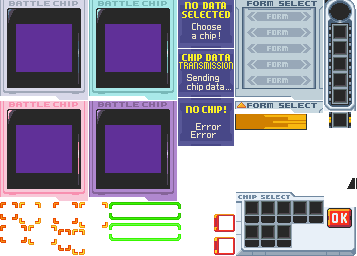 BATTLE CHIP
BATTLE CHIP
NO DATA
SELECTED
Choose
a chip!
FORM SELECT
FORM
FORM
FORM
FORM
FORM
CHIP DATA
TRANSMISSION
Sending
chip data...
BATTLE CHIP
BATTLE CHIP
NO CHIP!
Error
Error
FORM SELECT
CHIP SELECT
OK